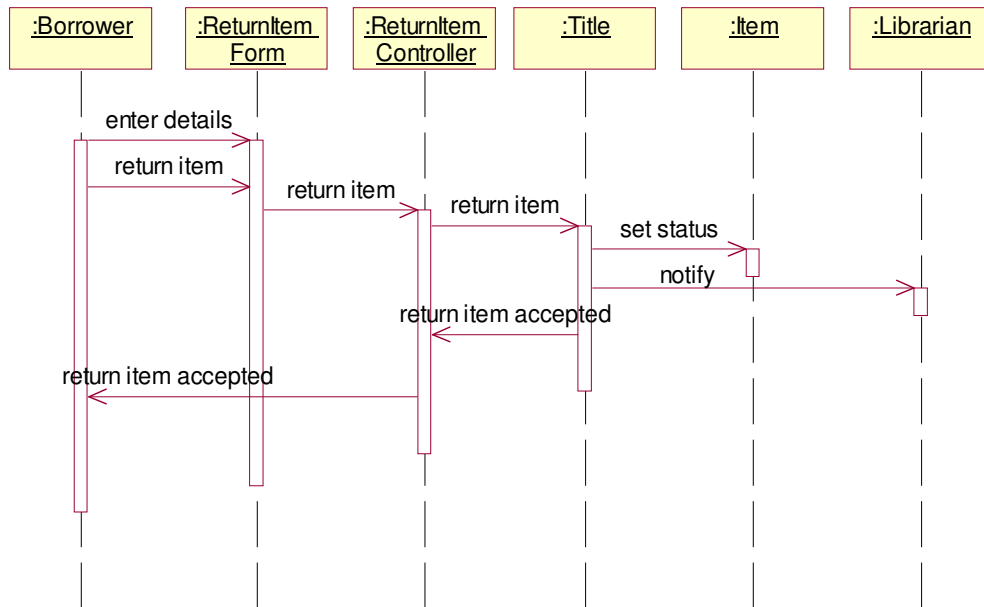 :Borrower
:ReturnItem
Form
:ReturnItem
Controller
:Title
:Item
:Librarian
enter details
return item
return item
return item
set status
notify
return item accepted
return item accepted